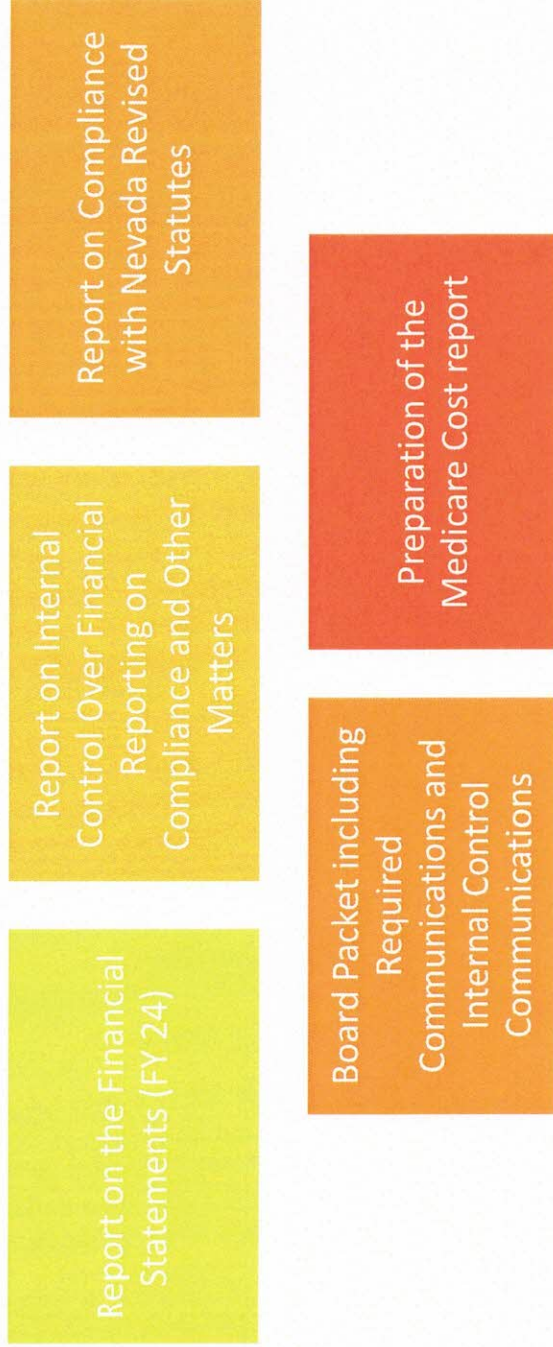 Report on the Financial
Statements (FY 24)
Report on Internal
Control Over Financial
Reporting on
Compliance and Other
Matters
Report on Compliance
with Nevada Revised
Statutes
Board Packet including
Required
Communications and
Internal Control
Communications
Preparation of the
Medicare Cost report